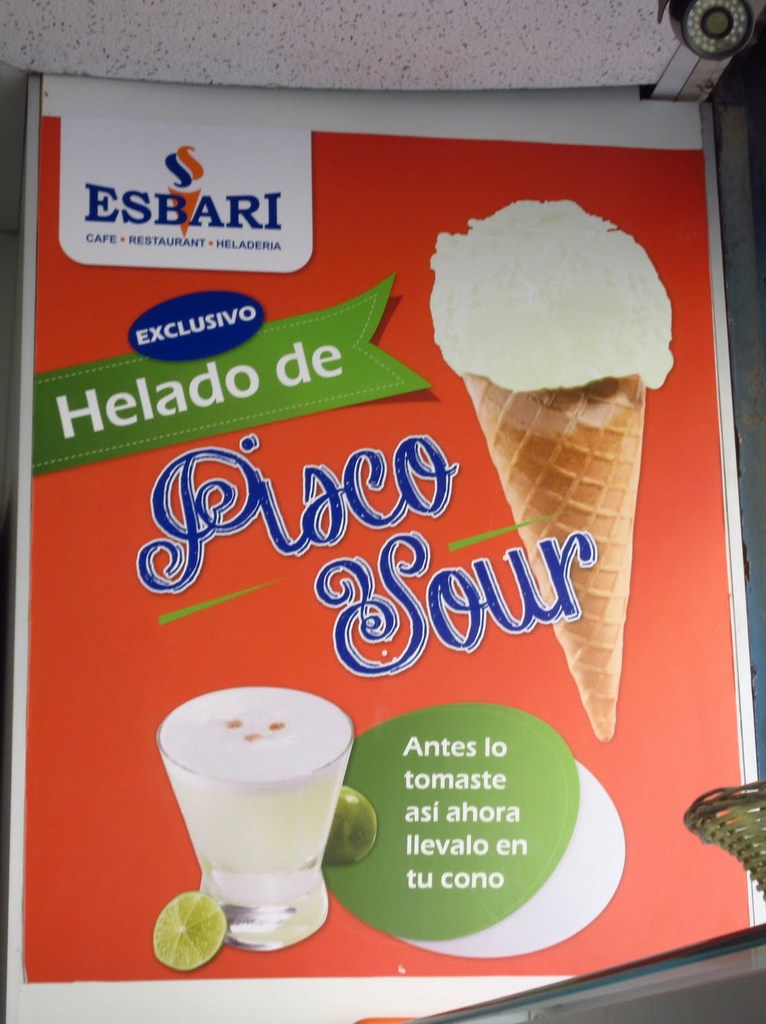 ESBARI
CAFE • RESTAURANT • HELADERIA
EXCLUSIVO
Helado de
Pisco
Sour
Antes lo
tomaste
así ahora
llevalo en
tu cono